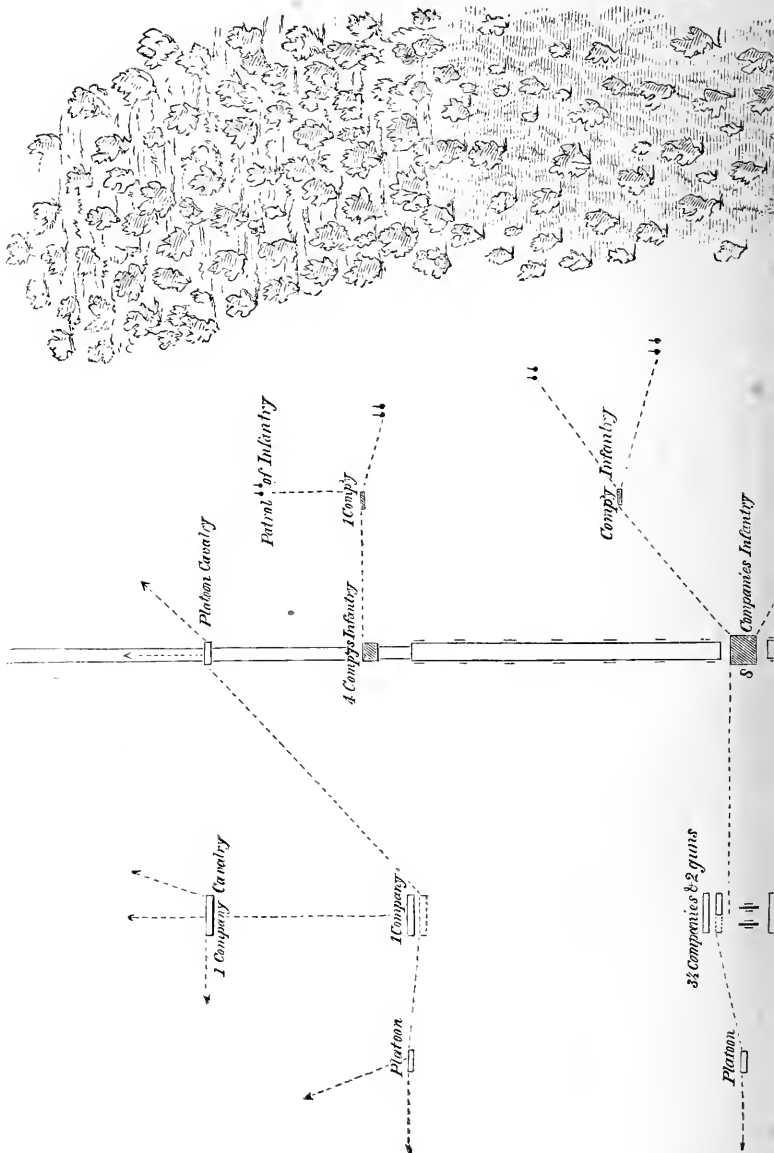 Patrol of Infantry
Platoon Cavalry
1 Comp'y
4 Comp'ys Infantry
Comp'y Infantry
8 Companies Infantry
1 Company Cavalry
1 Company
3½ Companies & 2 guns
Platoon
Platoon